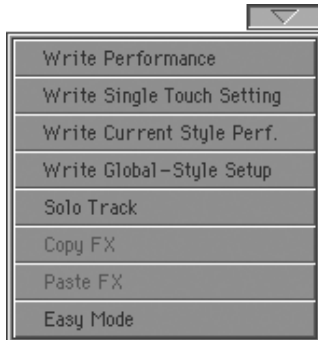 Write Performance
Write Single Touch Setting
Write Current Style Perf.
Write Global-Style Setup
Solo Track
Copy FX
Paste FX
Easy Mode